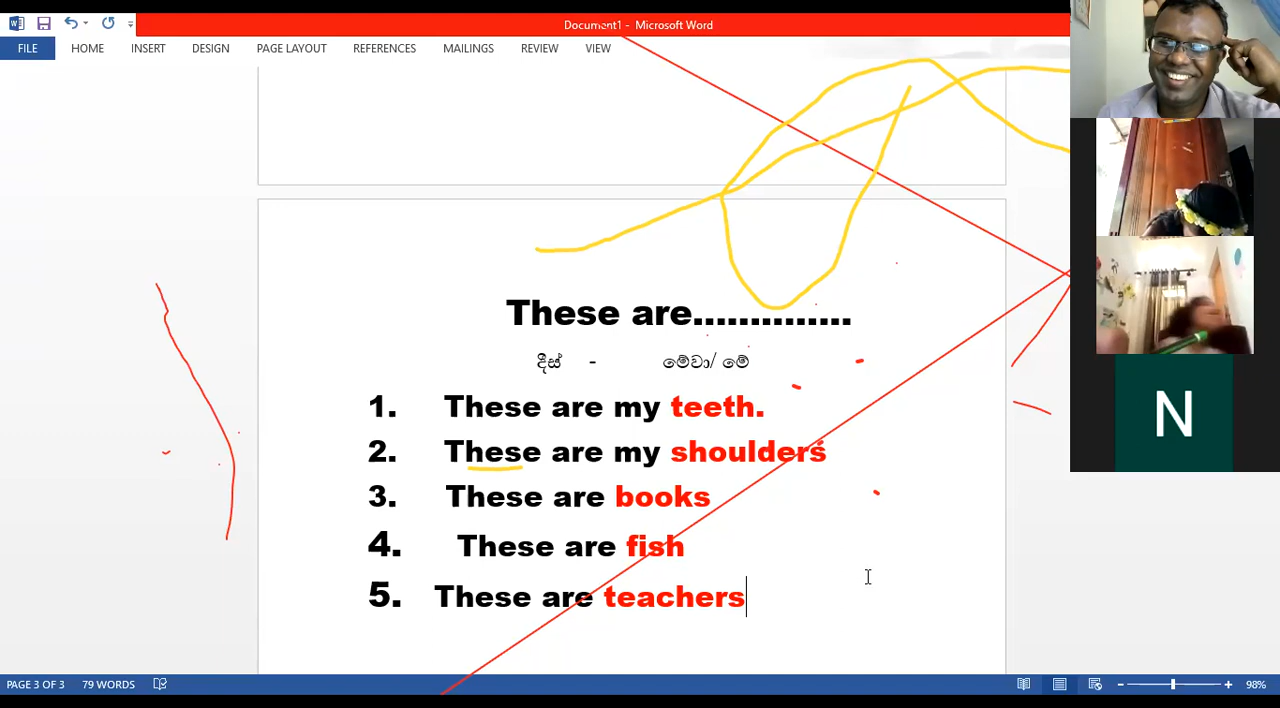 Document1 - Microsoft Word
FILE HOME INSERT DESIGN PAGE LAYOUT REFERENCES MAILINGS REVIEW VIEW
These are..............
දීස් - මේවා/ මේ
1. These are my teeth.
2. These are my shoulders
3. These are books
4. These are fish
5. These are teachers
N
PAGE 3 OF 3 79 WORDS 98%